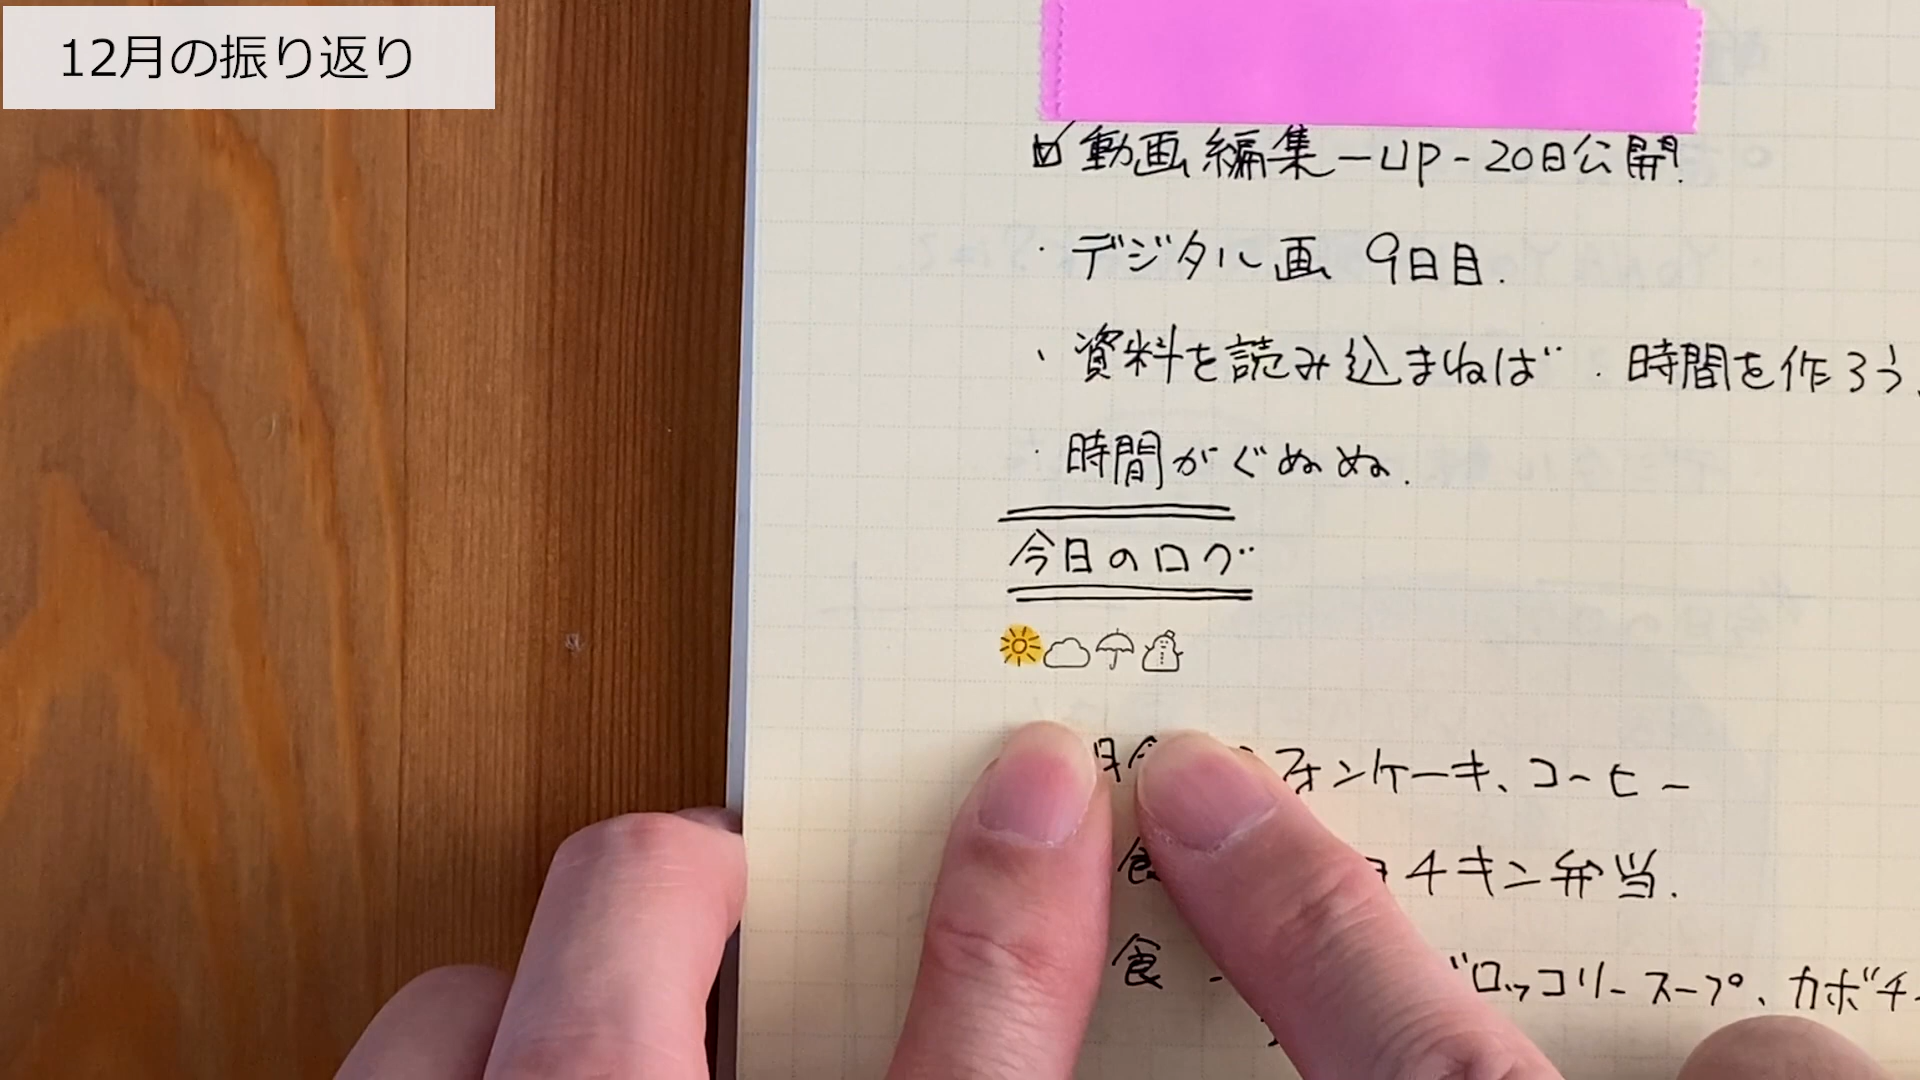 12月の振り返り
☑動画編集ーUP-20日公開.
・デジタル画 9日目.
・資料を読み込まねば. 時間を作ろう.
・時間がぐぬぬ.
今日のログ
フォンケーキ、コーヒー
食 チキン弁当.
食 ブロッコリースープ、カボチ